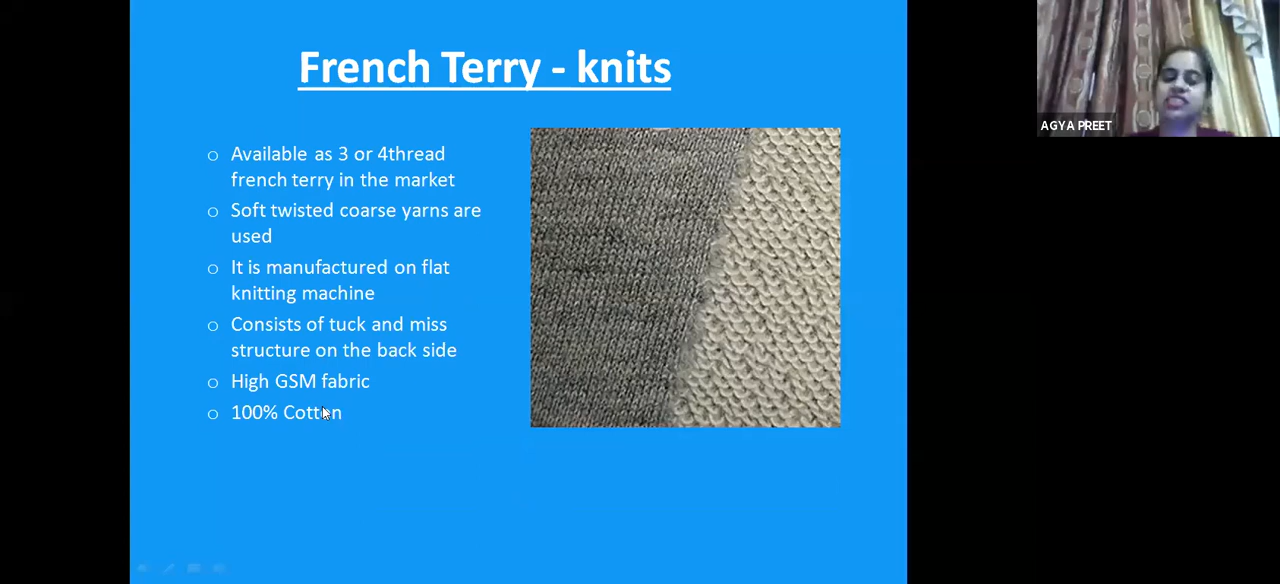 French Terry - knits
Available as 3 or 4thread
french terry in the market
Soft twisted coarse yarns are
used
It is manufactured on flat
knitting machine
Consists of tuck and miss
structure on the back side
High GSM fabric
100% Cotton
AGYA PREET